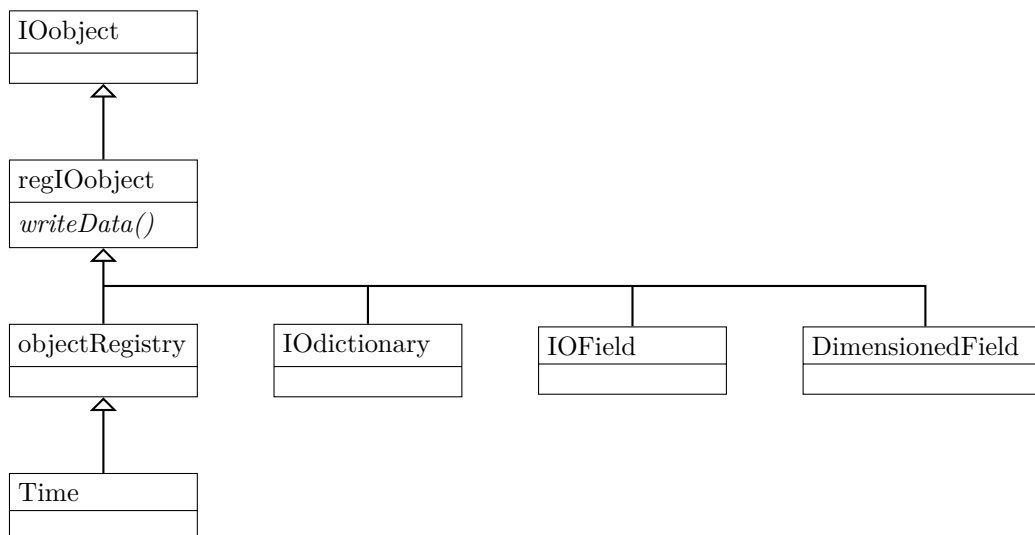 IOobject
regIOobject
writeData()
objectRegistry
IOdictionary
IOField
DimensionedField
Time